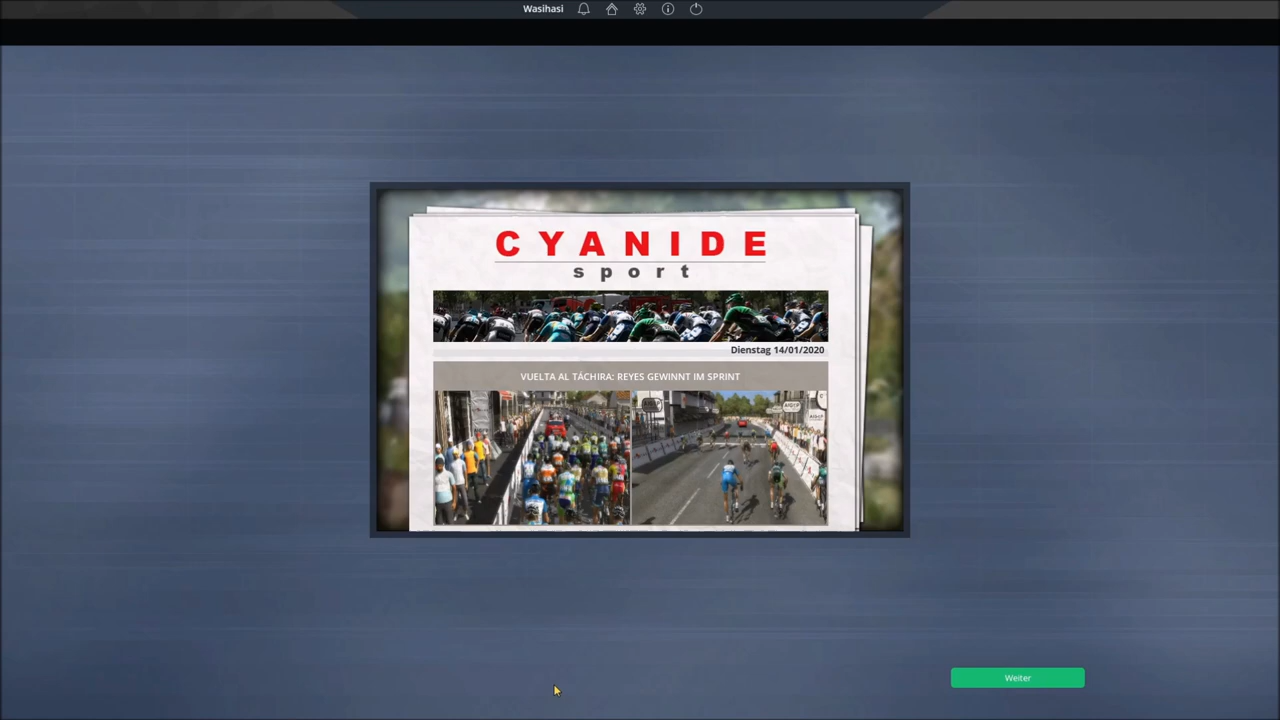 Wasihasi
CYANIDE
sport
Dienstag 14/01/2020
VUELTA AL TÁCHIRA: REYES GEWINNT IM SPRINT
Weiter